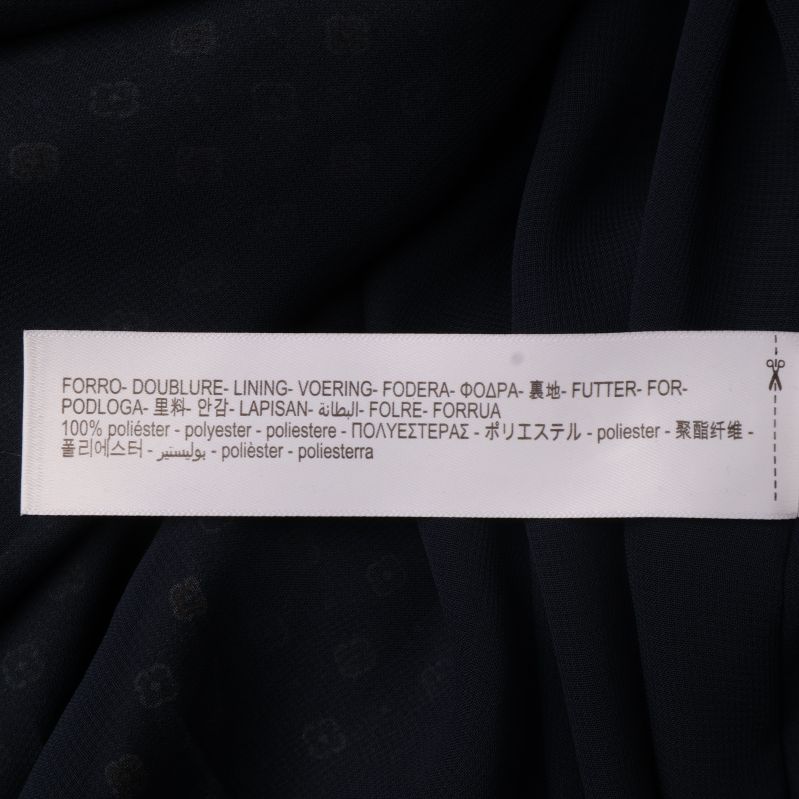 FORRO- DOUBLURE- LINING- VOERING- FODERA- ΦΟΔΡΑ- 裏地- FUTTER- FOR-
PODLOGA- 里料- 안감- LAPISAN- البطانة- FOLRE- FORRUA
100% poliéster - polyester - poliestere - ΠΟΛΥΕΣΤΕΡΑΣ - ポリエステル - poliester - 聚酯纤维 -
폴리에스터 - بوليستير - polièster - poliesterra